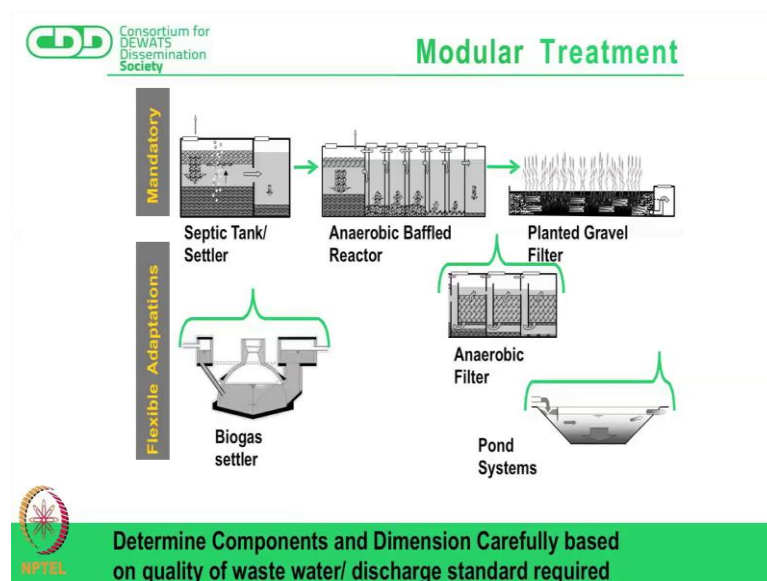 CDD
Consortium for
DEWATS
Dissemination
Society
Modular Treatment
Mandatory
Septic Tank/
Settler
Anaerobic Baffled
Reactor
Planted Gravel
Filter
Flexible Adaptations
Biogas
settler
Anaerobic
Filter
Pond
Systems
NPTEL
Determine Components and Dimension Carefully based
on quality of waste water/ discharge standard required